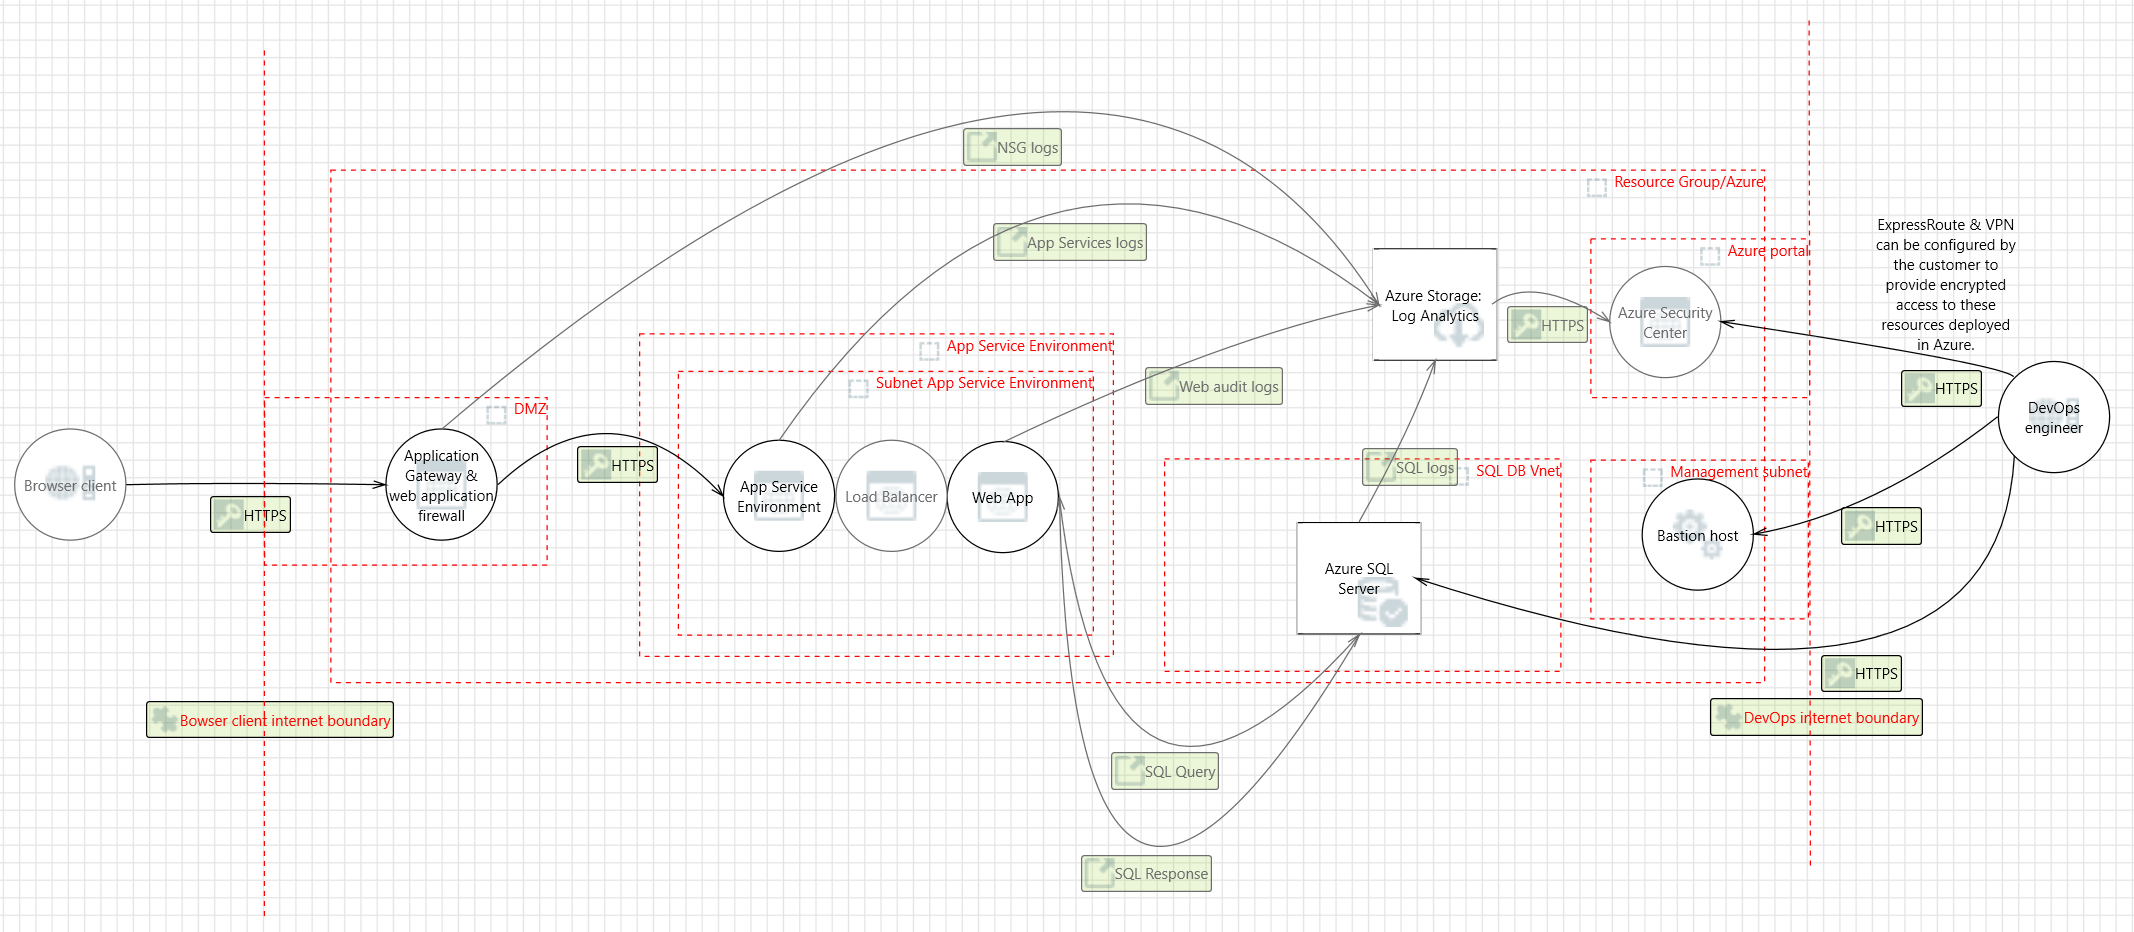 NSG logs
Resource Group/Azure
App Services logs
ExpressRoute & VPN
can be configured by
the customer to
provide encrypted
access to these
resources deployed
in Azure.
Azure portal
Azure Storage:
Log Analytics
HTTPS
Azure Security
Center
App Service Environment
Subnet App Service Environment
Web audit logs
HTTPS
DMZ
DevOps
engineer
Browser client
HTTPS
Application
Gateway &
web application
firewall
HTTPS
App Service
Environment
Load Balancer
Web App
SQL logs
SQL DB Vnet
Management subnet
Bastion host
HTTPS
Azure SQL
Server
HTTPS
Bowser client internet boundary
DevOps internet boundary
SQL Query
SQL Response